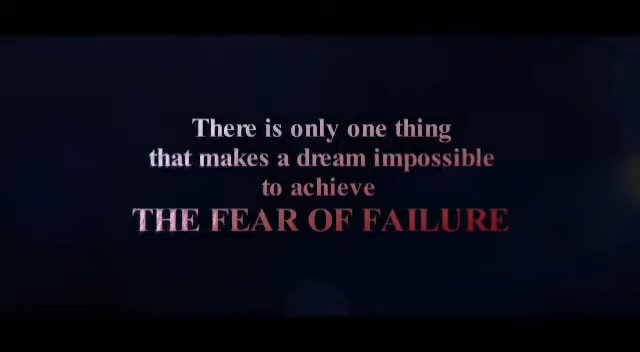 There is only one thing
that makes a dream impossible
to achieve
THE FEAR OF FAILURE